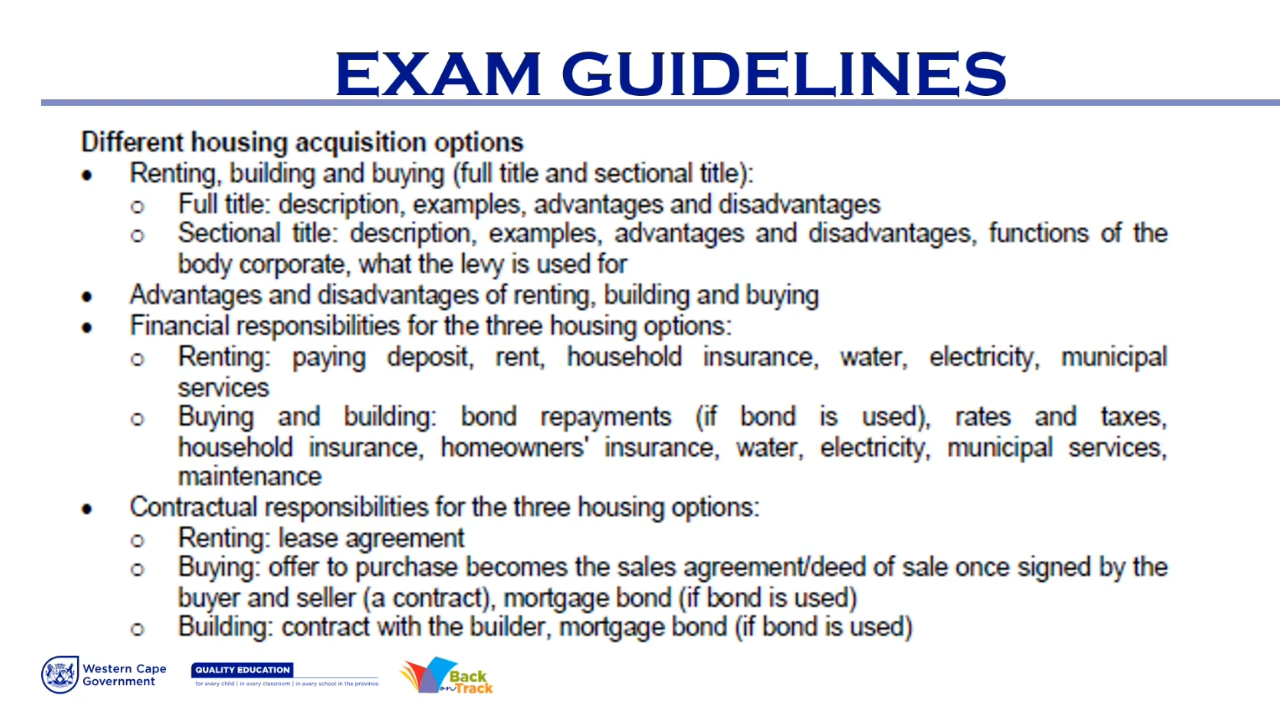 EXAM GUIDELINES
Different housing acquisition options
• Renting, building and buying (full title and sectional title):
o Full title: description, examples, advantages and disadvantages
o Sectional title: description, examples, advantages and disadvantages, functions of the
body corporate, what the levy is used for
• Advantages and disadvantages of renting, building and buying
• Financial responsibilities for the three housing options:
o Renting: paying deposit, rent, household insurance, water, electricity, municipal
services
o Buying and building: bond repayments (if bond is used), rates and taxes,
household insurance, homeowners' insurance, water, electricity, municipal services,
maintenance
• Contractual responsibilities for the three housing options:
o Renting: lease agreement
o Buying: offer to purchase becomes the sales agreement/deed of sale once signed by the
buyer and seller (a contract), mortgage bond (if bond is used)
o Building: contract with the builder, mortgage bond (if bond is used)
Western Cape
Government
QUALITY EDUCATION
for every child | in every classroom | in every school in the province.
Back
on Track